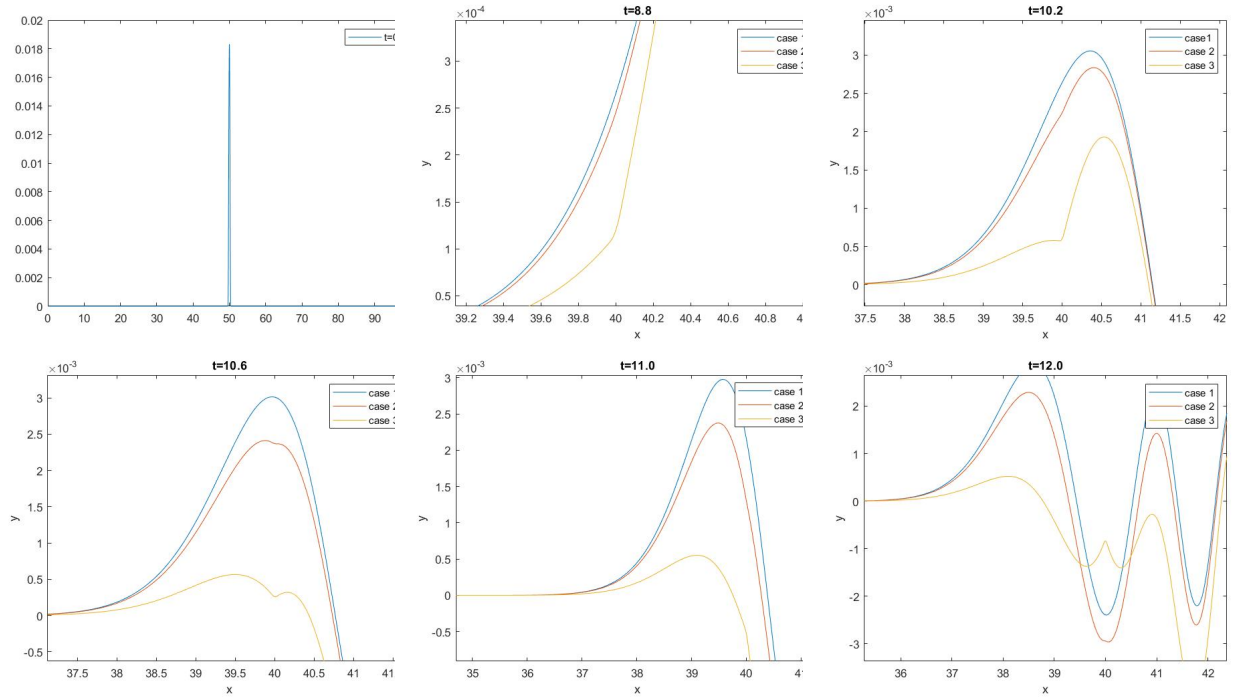 0.02
0.018
0.016
0.014
0.012
0.01
0.008
0.006
0.004
0.002
0
0 10 20 30 40 50 60 70 80 90
t=0
×10⁻⁴
t=8.8
case 1
case 2
case 3
3
2.5
2
1.5
1
0.5
y
39.2 39.4 39.6 39.8 40 40.2 40.4 40.6 40.8
x
×10⁻³
t=10.2
case1
case 2
case 3
3
2.5
2
1.5
1
0.5
0
y
37.5 38 38.5 39 39.5 40 40.5 41 41.5 42
x
×10⁻³
t=10.6
case
case 2
case 3
3
2.5
2
1.5
1
0.5
0
-0.5
y
37.5 38 38.5 39 39.5 40 40.5 41
x
×10⁻³
t=11.0
case 1
case 2
case 3
3
2.5
2
1.5
1
0.5
0
-0.5
y
35 36 37 38 39 40 41
x
×10⁻³
t=12.0
case 1
case 2
case 3
2
1
0
-1
-2
-3
y
36 37 38 39 40 41 42
x